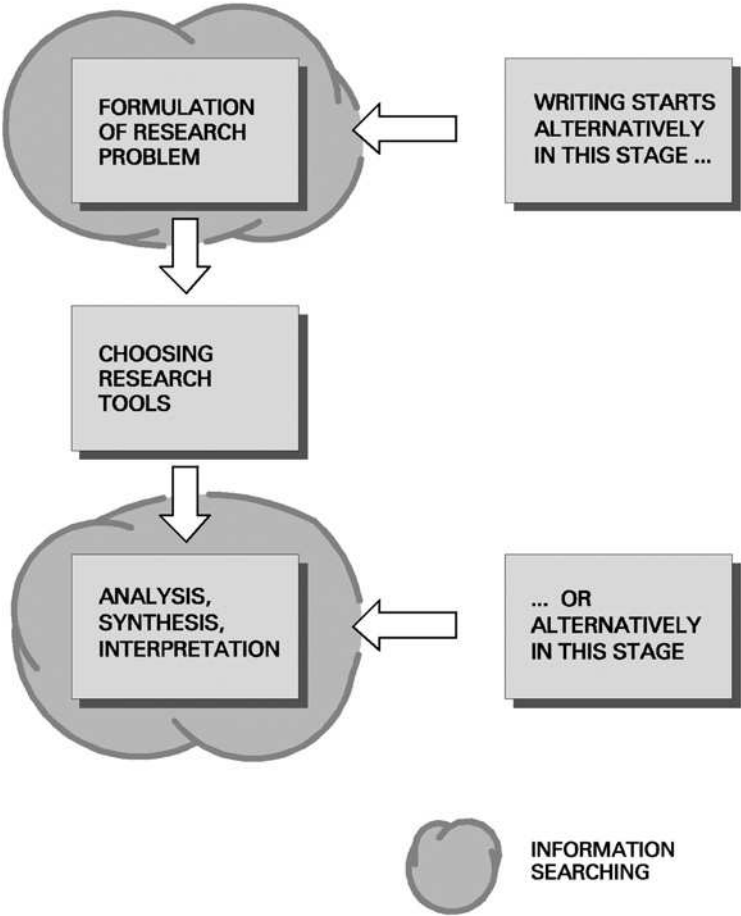 FORMULATION
OF RESEARCH
PROBLEM
WRITING STARTS
ALTERNATIVELY
IN THIS STAGE ...
CHOOSING
RESEARCH
TOOLS
ANALYSIS,
SYNTHESIS,
INTERPRETATION
... OR
ALTERNATIVELY
IN THIS STAGE
INFORMATION
SEARCHING